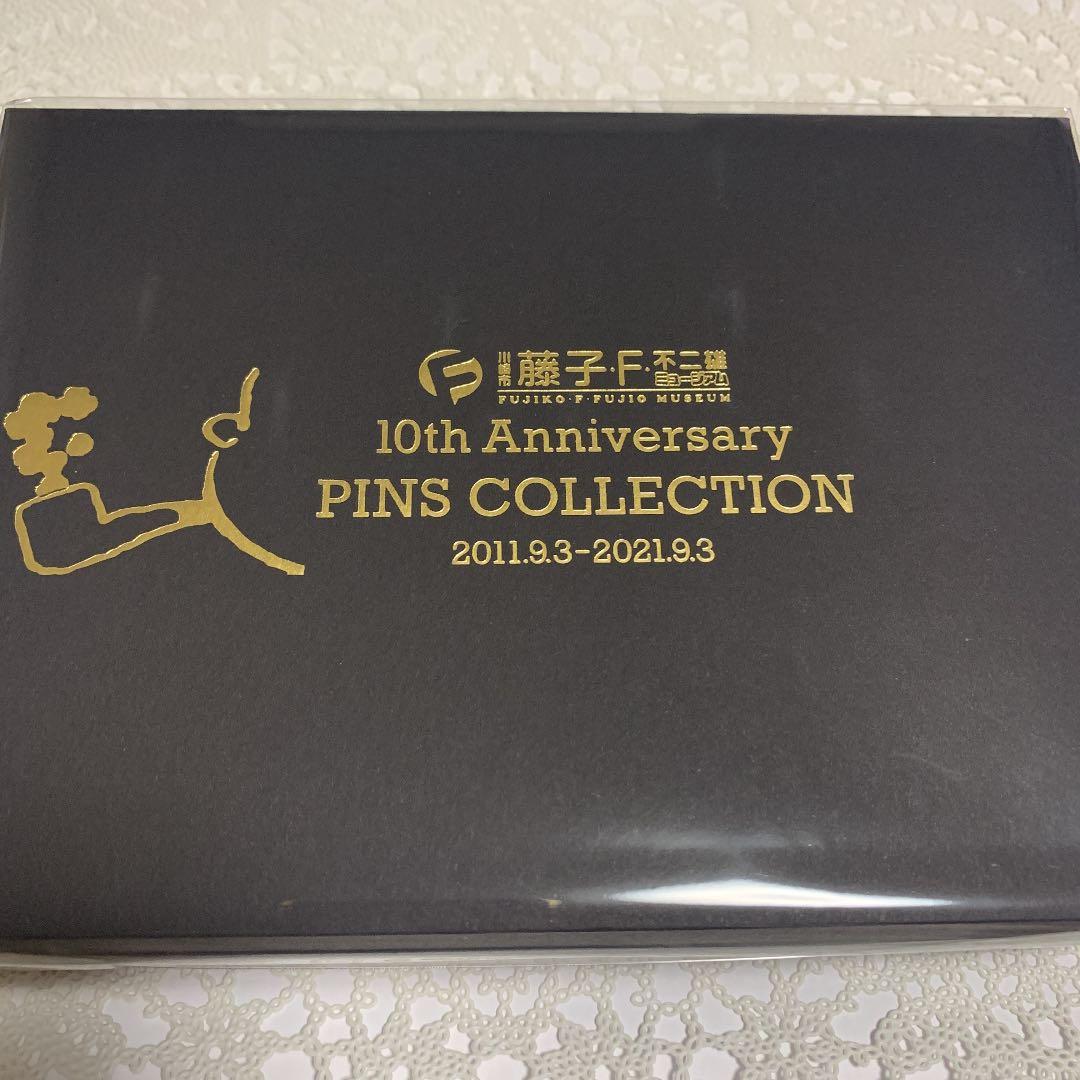 川崎市 藤子・F・不二雄 ミュージアム
FUJIKO・F・FUJIO MUSEUM
10th Anniversary
PINS COLLECTION
2011.9.3-2021.9.3